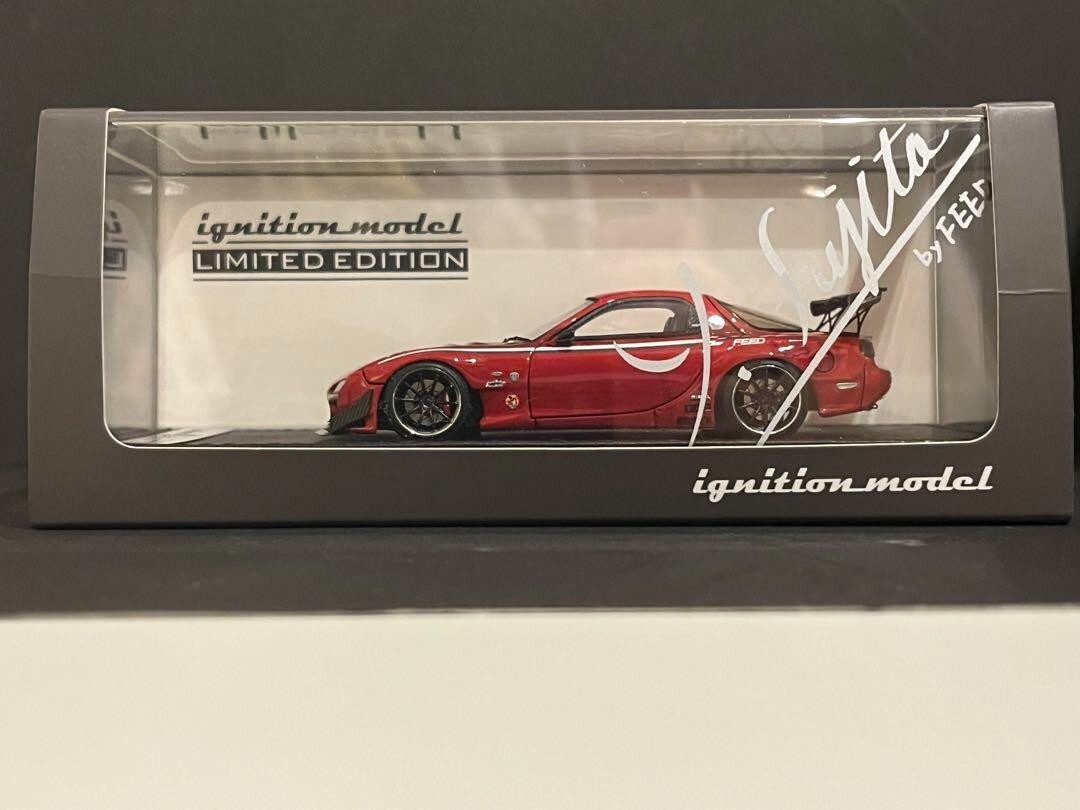 ignition model
LIMITED EDITION
Fujita
by FEED
FEED
ignition model